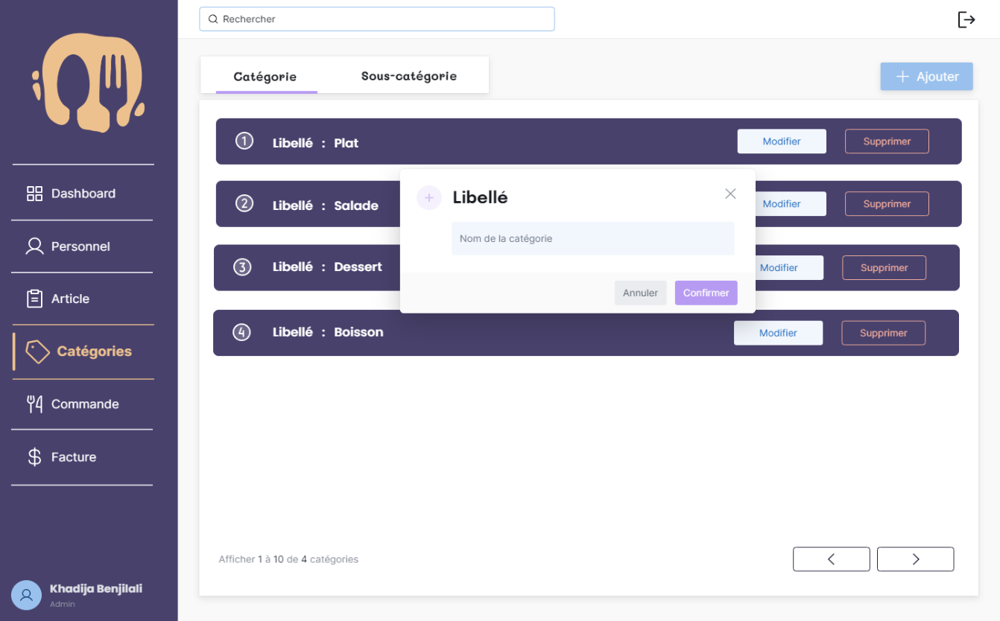 Rechercher
Catégorie
Sous-catégorie
Ajouter
Dashboard
Personnel
Article
Catégories
Commande
Facture
Khadija Benjilali
Admin
1 Libellé : Plat Modifier Supprimer
2 Libellé : Salade Modifier Supprimer
3 Libellé : Dessert Modifier Supprimer
4 Libellé : Boisson Modifier Supprimer
Libellé
Nom de la catégorie
Annuler Confirmer
Afficher 1 à 10 de 4 catégories